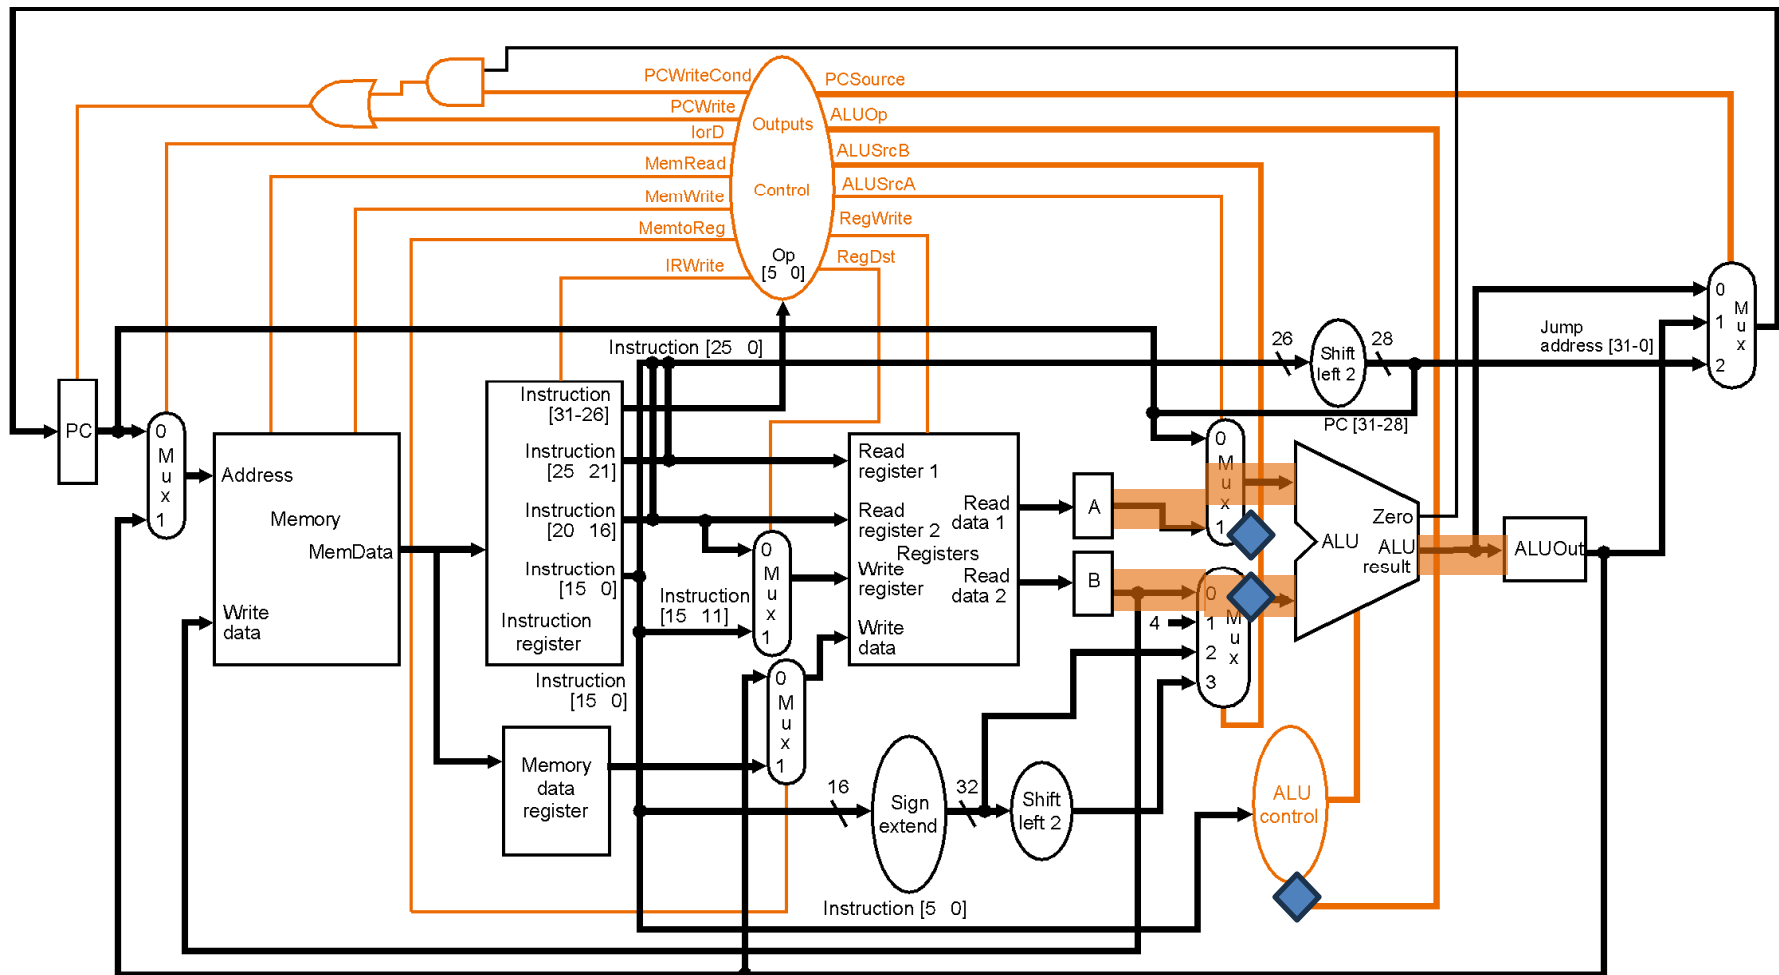 PCWriteCond
PCSource
PCWrite
ALUOp
Outputs
IorD
ALUSrcB
MemRead
Control
ALUSrcA
MemWrite
RegWrite
MemtoReg
Op
[5 0]
RegDst
IRWrite
0
1
2
M
u
x
Jump
address [31-0]
Instruction [25 0]
26
Shift
left 2
28
PC [31-28]
PC
0
M
u
x
1
Address
Memory
MemData
Write
data
Instruction
[31-26]
Instruction
[25 21]
Instruction
[20 16]
Instruction
[15 0]
Instruction
register
Instruction
[15 11]
Instruction
[15 0]
0
M
u
x
1
0
M
u
x
1
Read
register 1
Read
register 2
Registers
Write
register
Write
data
Read
data 1
Read
data 2
A
B
0
M
u
x
1
0
1
2
3
M
u
x
4
Zero
ALU
ALU
result
ALUOut
Memory
data
register
16
Sign
extend
32
Shift
left 2
ALU
control
Instruction [5 0]